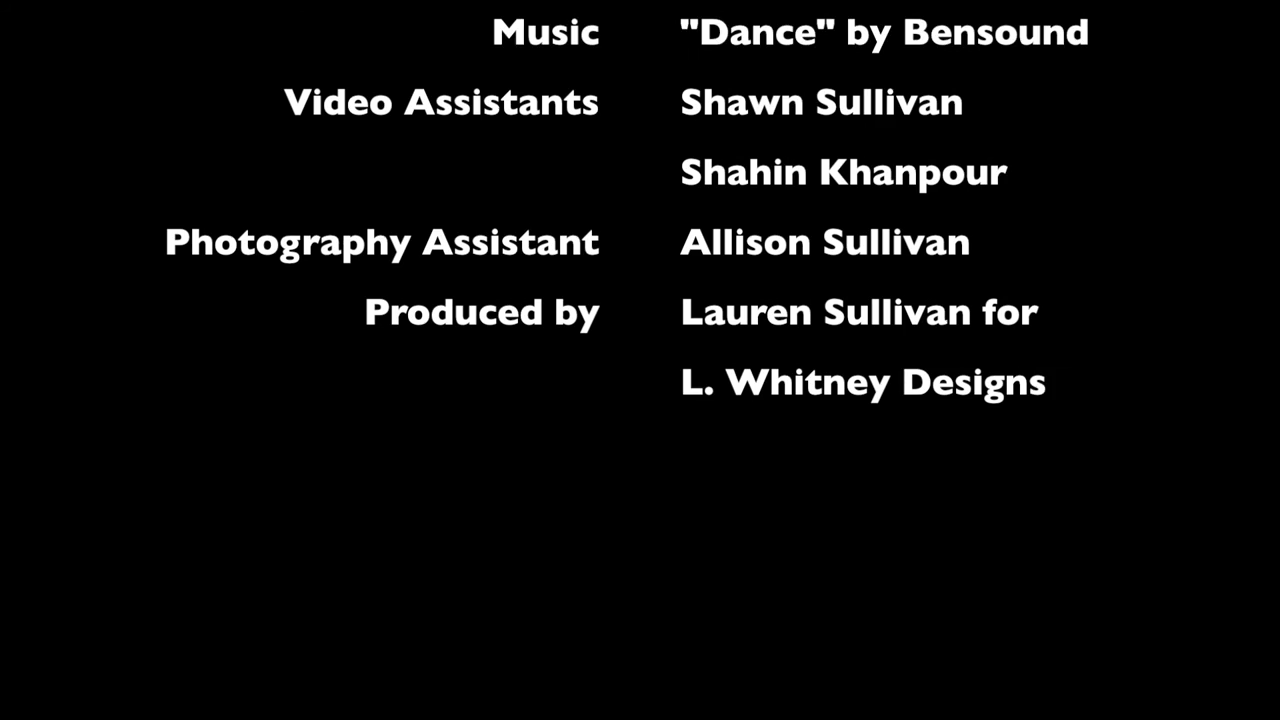 Music "Dance" by Bensound
Video Assistants Shawn Sullivan
Shahin Khanpour
Photography Assistant Allison Sullivan
Produced by Lauren Sullivan for
L. Whitney Designs